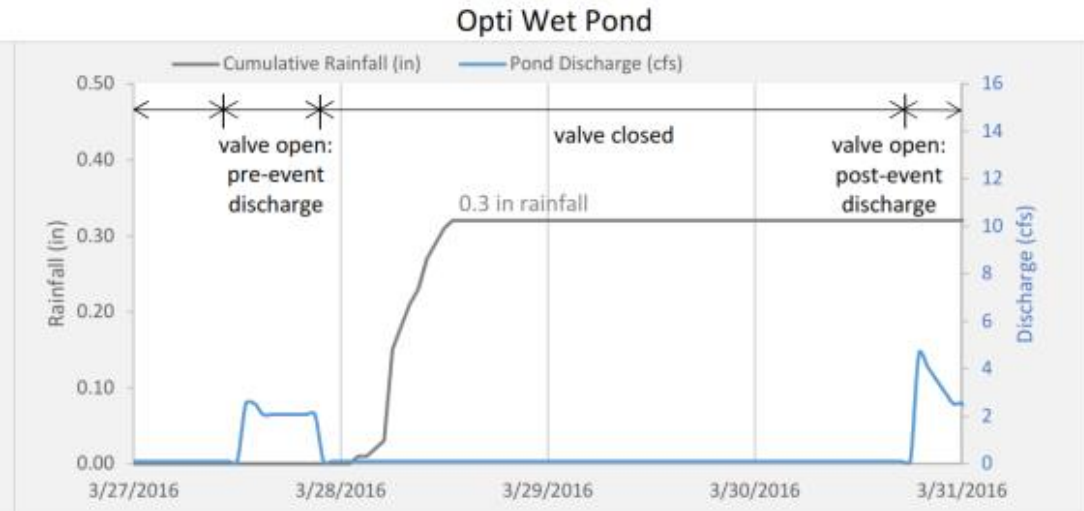 Opti Wet Pond
Cumulative Rainfall (in)
Pond Discharge (cfs)
0.50
0.40
0.30
0.20
0.10
0.00
Rainfall (in)
16
14
12
10
8
6
4
2
0
Discharge (cfs)
valve open:
pre-event
discharge
valve closed
valve open:
post-event
discharge
0.3 in rainfall
3/27/2016
3/28/2016
3/29/2016
3/30/2016
3/31/2016